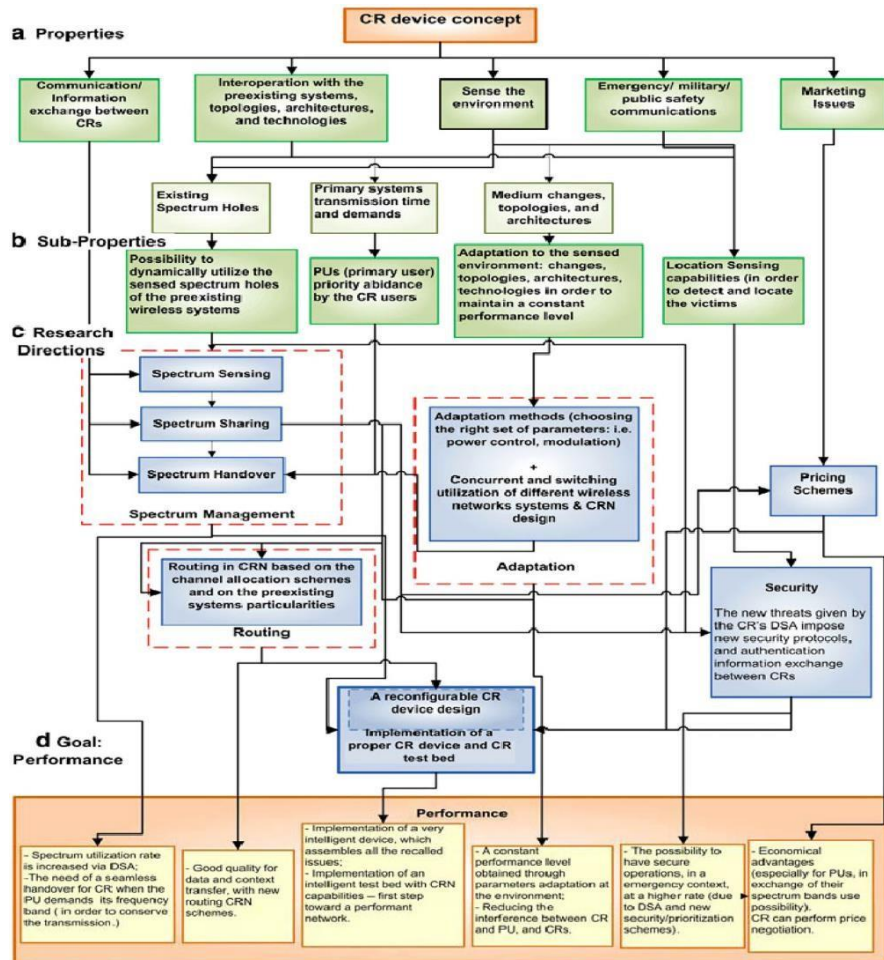 CR device concept
a Properties
Communication/
Information
exchange between
CRs
Interoperation with the
preexisting systems,
topologies, architectures,
and technologies
Sense the
environment
Emergency/ military/
public safety
communications
Marketing
Issues
Existing
Spectrum Holes
Primary systems
transmission time
and demands
Medium changes,
topologies, and
architectures
b Sub-Properties
Possibility to
dynamically utilize the
sensed spectrum holes
of the preexisting
wireless systems
PUs (primary user)
priority abidance
by the CR users
Adaptation to the sensed
environment: changes,
topologies, architectures,
technologies in order to
maintain a constant
performance level
Location Sensing
capabilities (in order
to detect and locate
the victims
c Research
Directions
Spectrum Sensing
Spectrum Sharing
Spectrum Handover
Spectrum Management
Adaptation methods (choosing
the right set of parameters: i.e.
power control, modulation)
+
Concurrent and switching
utilization of different wireless
networks systems & CRN
design
Adaptation
Pricing
Schemes
Routing in CRN based on the
channel allocation schemes
and on the preexisting
systems particularities
Routing
Security
The new threats given by
the CR's DSA impose
new security protocols,
and authentication
information exchange
between CRs
A reconfigurable CR
device design
Implementation of a
proper CR device and CR
test bed
d Goal:
Performance
Performance
- Spectrum utilization rate
is increased via DSA;
-The need of a seamless
handover for CR when the
PU demands its frequency
band ( in order to conserve
the transmission.)
- Good quality for
data and context
transfer, with new
routing CRN
schemes.
- Implementation of a very
intelligent device, which
assembles all the recalled
issues;
- Implementation of an
intelligent test bed with CRN
capabilities – first step
toward a performant
network.
- A constant
performance level
obtained through
parameters adaptation at
the environment;
- Reducing the
interference between CR
and PU, and CRs.
- The possibility to
have secure
operations, in a
emergency context,
at a higher rate (due
to DSA and new
security/prioritization
schemes).
- Economical
advantages
(especially for PUs, in
exchange of their
spectrum bands use
possibility).
CR can perform price
negotiation.